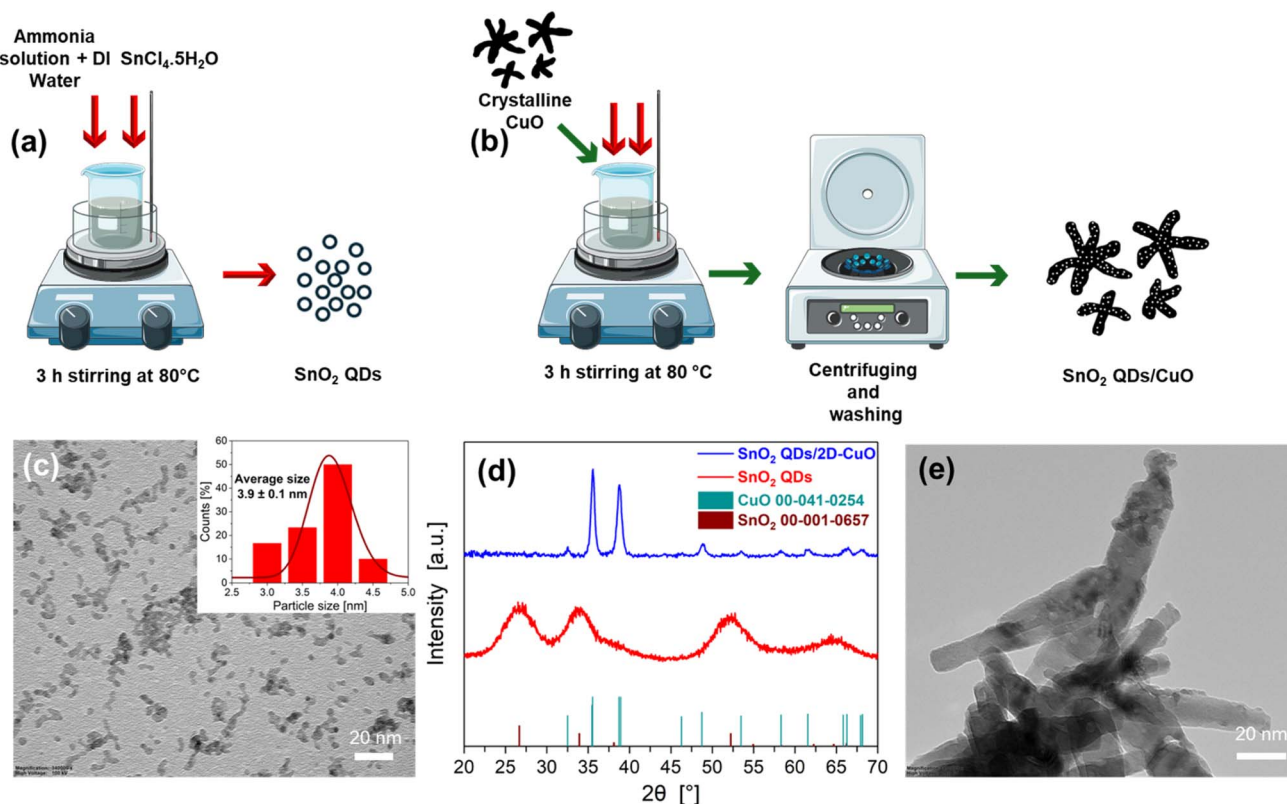 Ammonia
solution + DI SnCl₄.5H₂O
Water
(a)
3 h stirring at 80°C
SnO₂ QDs
Crystalline
CuO
(b)
3 h stirring at 80 °C
Centrifuging
and
washing
SnO₂ QDs/CuO
(c)
60
50
40
30
20
10
0
Counts [%]
Average size
3.9 ± 0.1 nm
2.5 3.0 3.5 4.0 4.5 5.0
Particle size [nm]
20 nm
(d)
SnO₂ QDs/2D-CuO
SnO₂ QDs
CuO 00-041-0254
SnO₂ 00-001-0657
Intensity [a.u.]
20 25 30 35 40 45 50 55 60 65 70
2θ [°]
(e)
20 nm